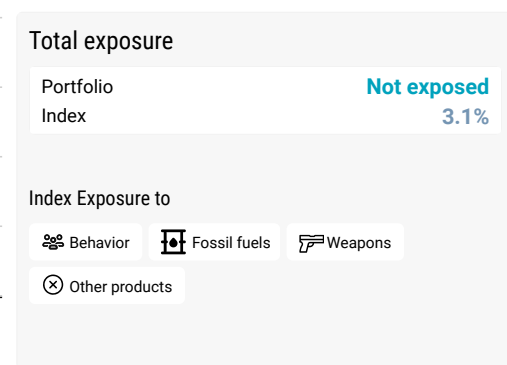 Total exposure
Portfolio Not exposed
Index 3.1%
Index Exposure to
Behavior Fossil fuels Weapons
Other products